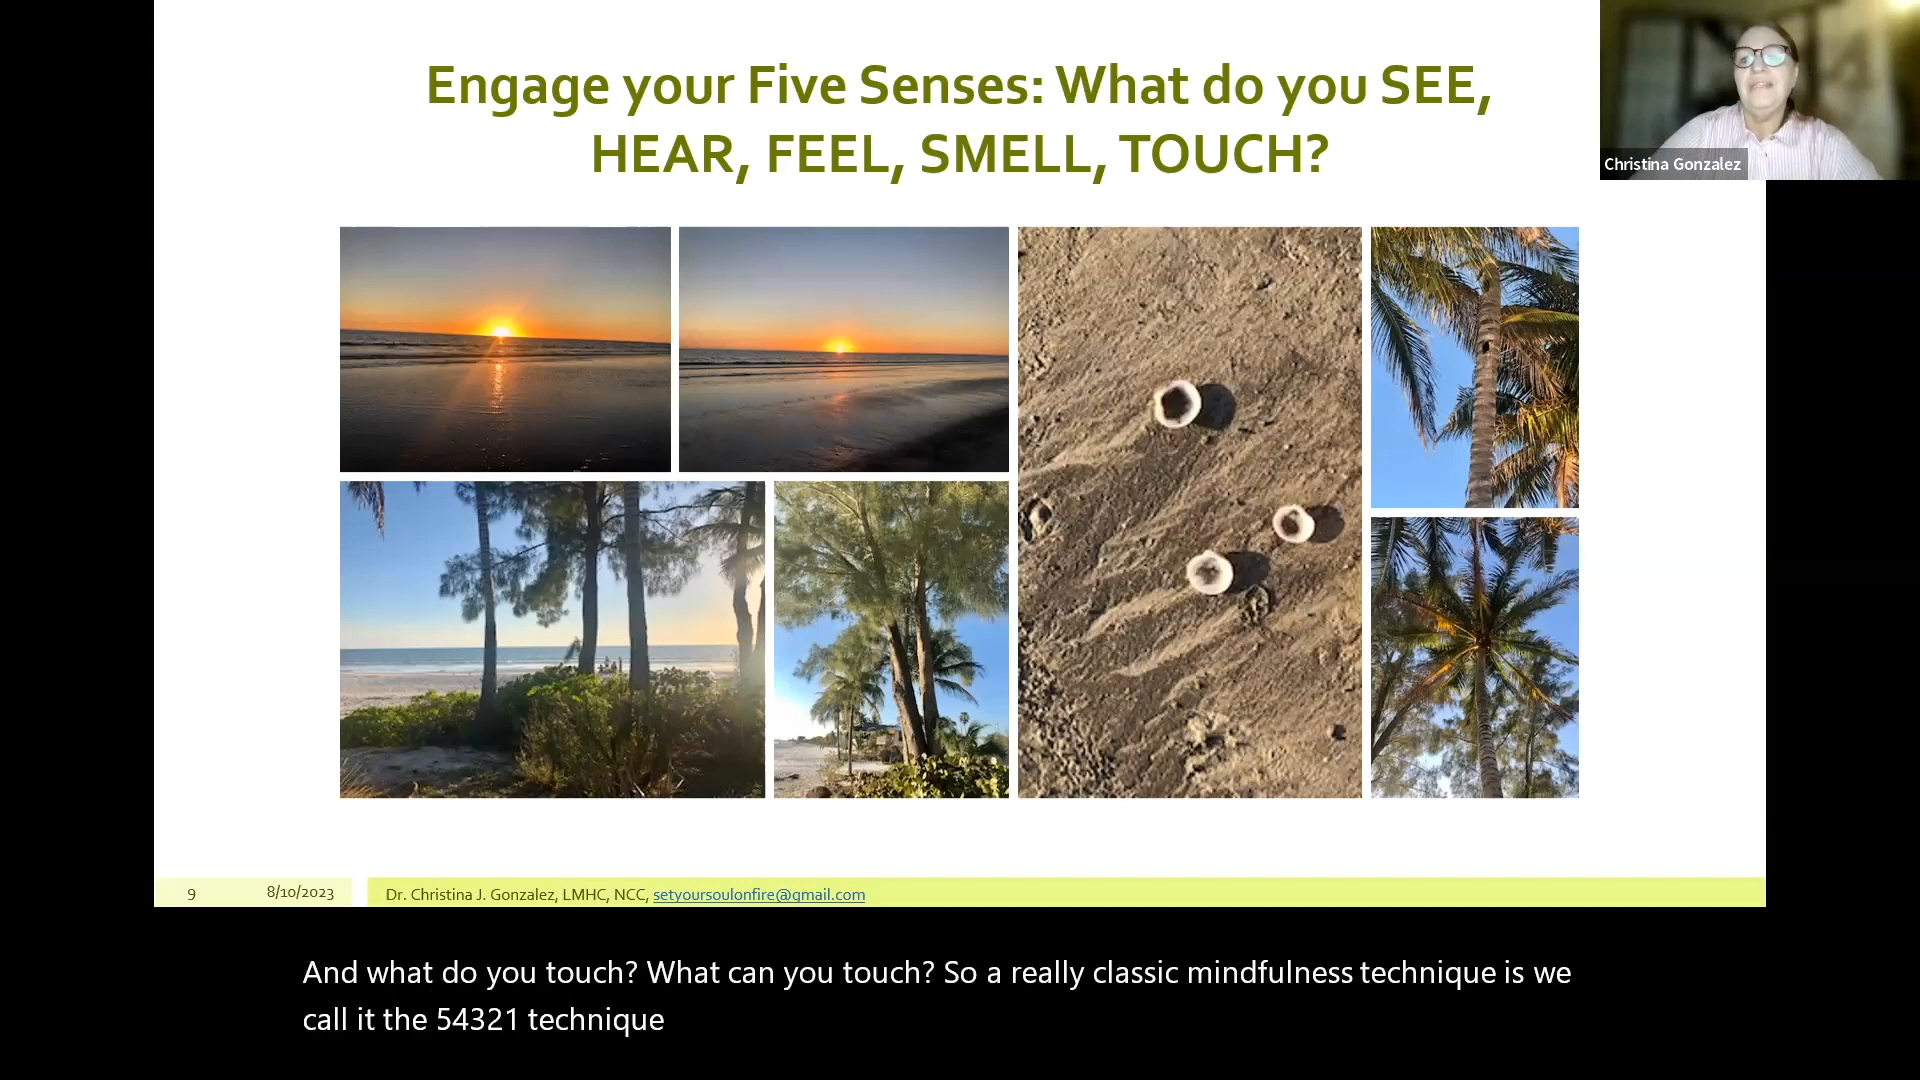 Engage your Five Senses: What do you SEE,
HEAR, FEEL, SMELL, TOUCH?
Christina Gonzalez
9 8/10/2023 Dr. Christina J. Gonzalez, LMHC, NCC, setyoursoulonfire@gmail.com
And what do you touch? What can you touch? So a really classic mindfulness technique is we
call it the 54321 technique